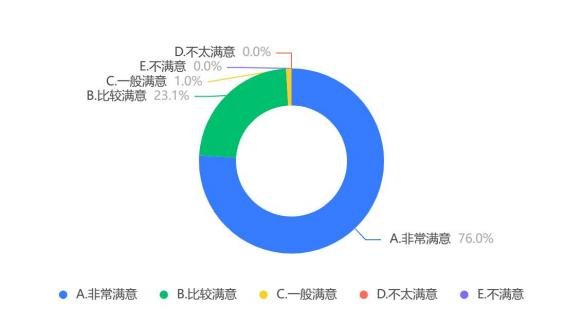 D.不太满意 0.0%
E.不满意 0.0%
C.一般满意 1.0%
B.比较满意 23.1%
A.非常满意 76.0%
A.非常满意 B.比较满意 C.一般满意 D.不太满意 E.不满意